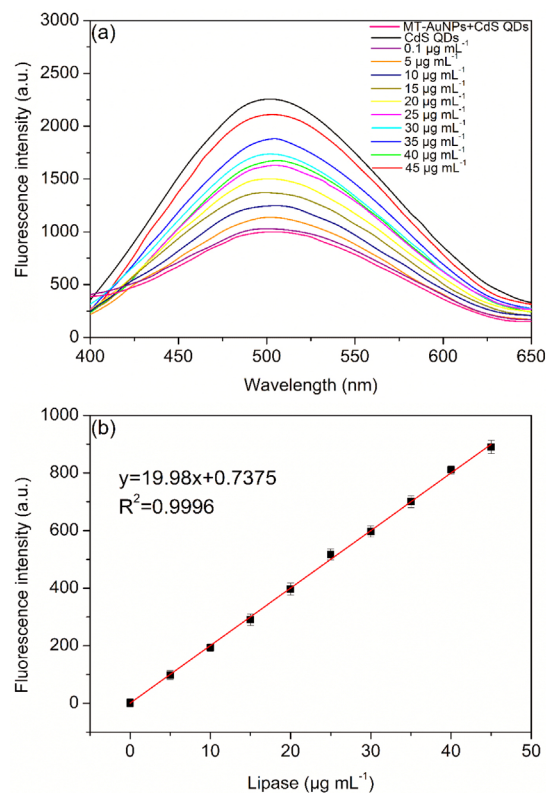 (a)
MT-AuNPs+CdS QDs
CdS QDs
0.1 µg mL⁻¹
5 µg mL⁻¹
10 µg mL⁻¹
15 µg mL⁻¹
20 µg mL⁻¹
25 µg mL⁻¹
30 µg mL⁻¹
35 µg mL⁻¹
40 µg mL⁻¹
45 µg mL⁻¹
Fluorescence intensity (a.u.)
3000
2500
2000
1500
1000
500
0
400 450 500 550 600 650
Wavelength (nm)
(b)
y=19.98x+0.7375
R²=0.9996
Fluorescence intensity (a.u.)
1000
800
600
400
200
0
0 10 20 30 40 50
Lipase (µg mL⁻¹)